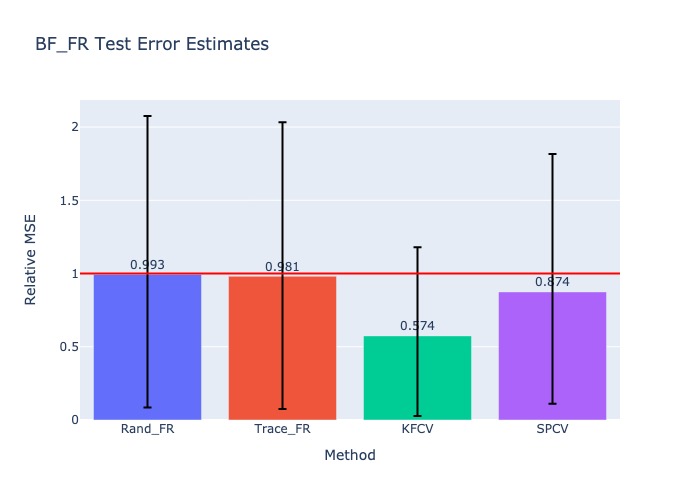 BF_FR Test Error Estimates
Relative MSE
2
1.5
1
0.5
0
0.993
0.981
0.574
0.874
Rand_FR
Trace_FR
KFCV
SPCV
Method